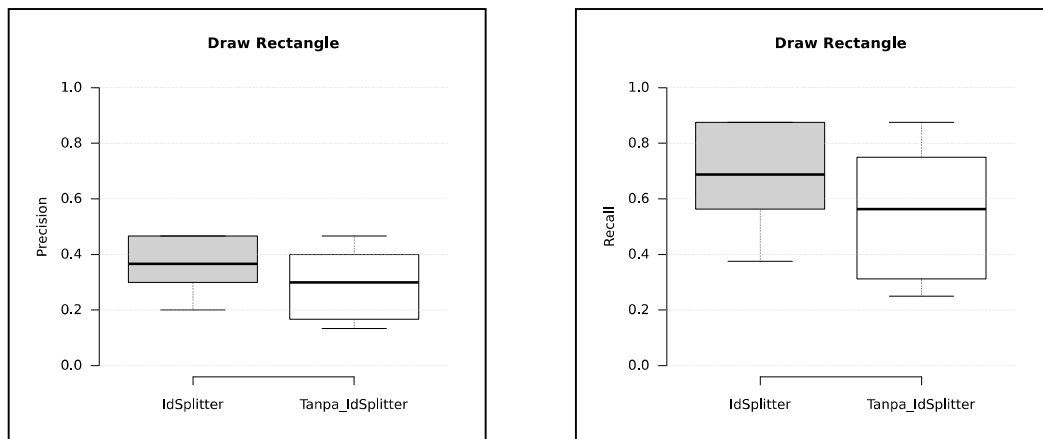 Draw Rectangle
1.0
0.8
0.6
0.4
0.2
0.0
Precision
IdSplitter
Tanpa_IdSplitter
Draw Rectangle
1.0
0.8
0.6
0.4
0.2
0.0
Recall
IdSplitter
Tanpa_IdSplitter